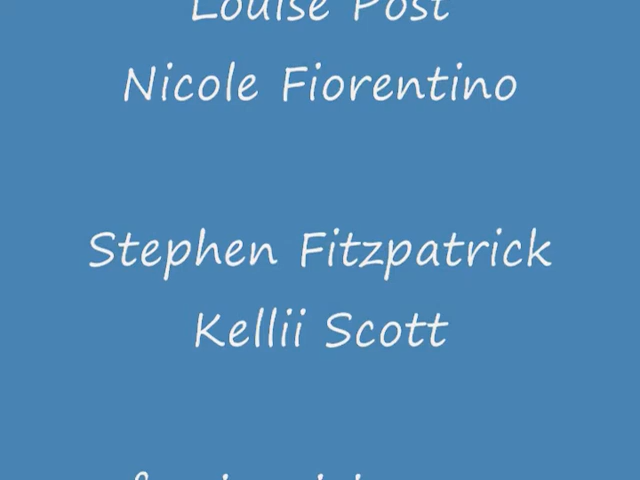 Louise Post
Nicole Fiorentino
Stephen Fitzpatrick
Kellii Scott